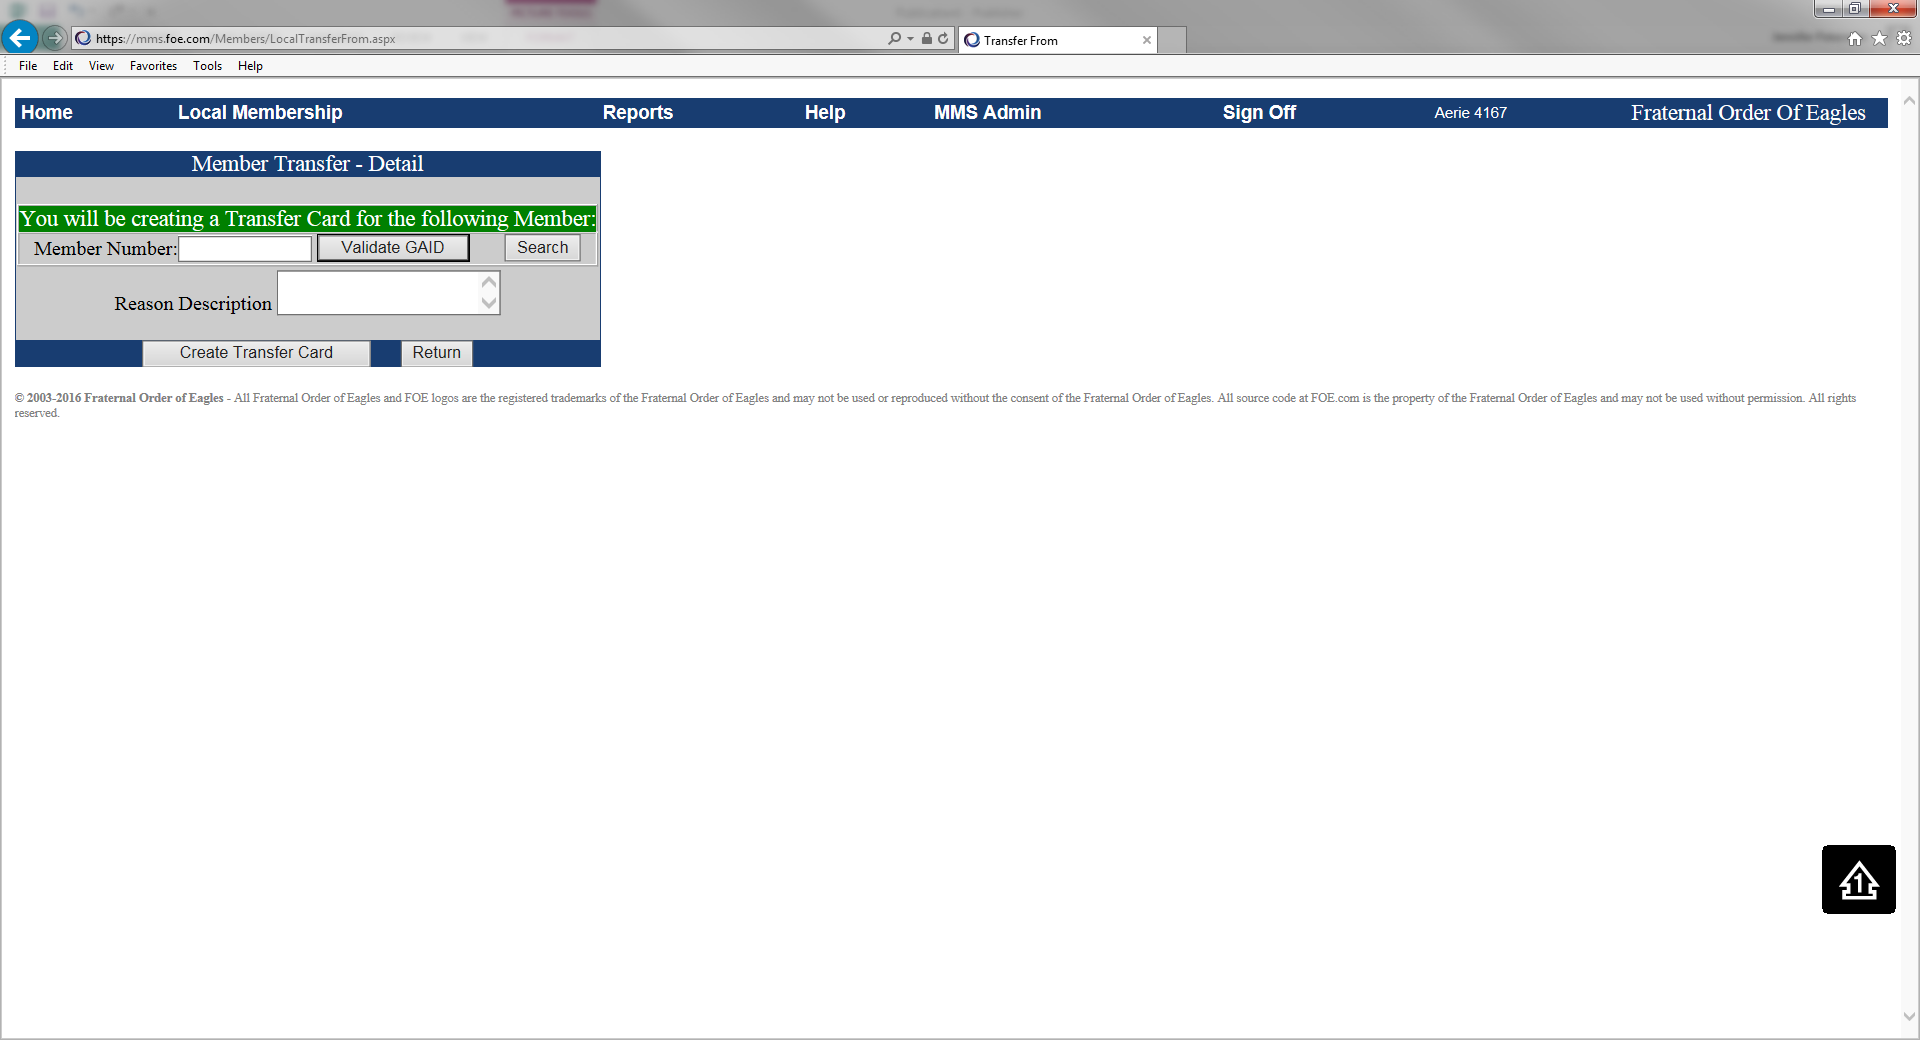 https://mms.foe.com/Members/LocalTransferFrom.aspx
Transfer From
File Edit View Favorites Tools Help
Home Local Membership Reports Help MMS Admin Sign Off Aerie 4167 Fraternal Order Of Eagles
Member Transfer - Detail
You will be creating a Transfer Card for the following Member:
Member Number: Validate GAID Search
Reason Description
Create Transfer Card Return
© 2003-2016 Fraternal Order of Eagles - All Fraternal Order of Eagles and FOE logos are the registered trademarks of the Fraternal Order of Eagles and may not be used or reproduced without the consent of the Fraternal Order of Eagles. All source code at FOE.com is the property of the Fraternal Order of Eagles and may not be used without permission. All rights
reserved.
1